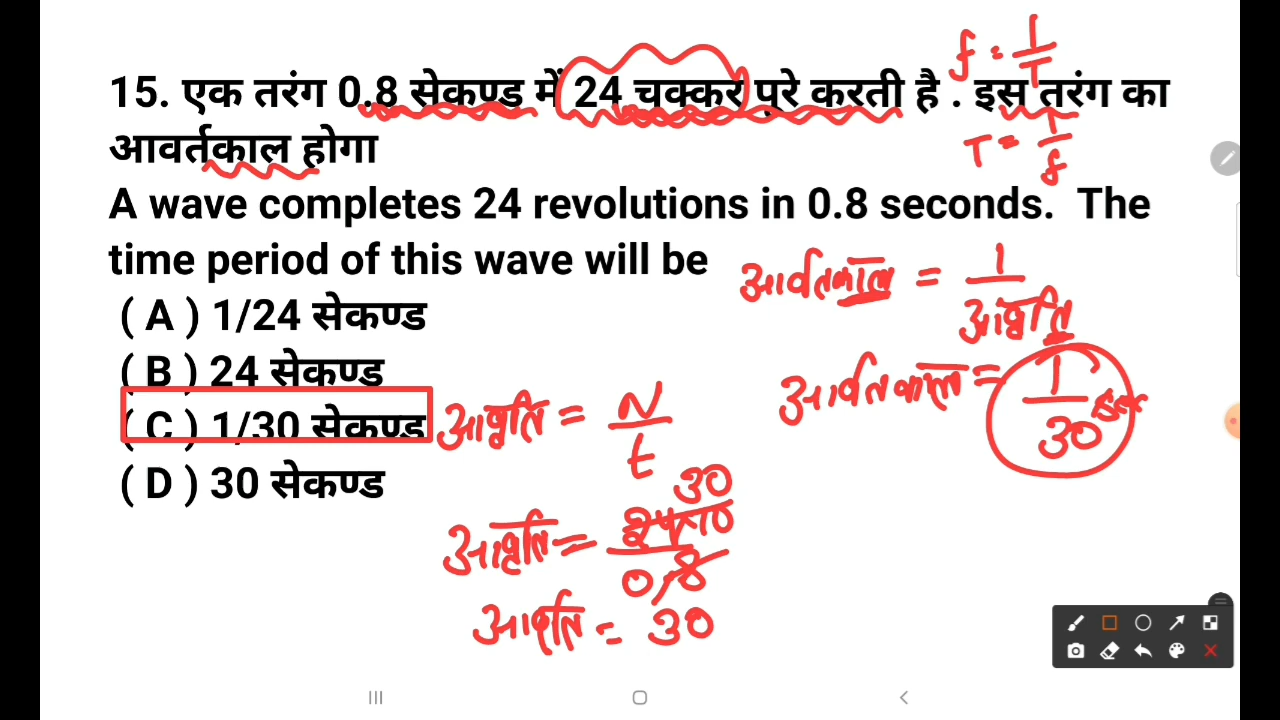 15. एक तरंग 0.8 सेकण्ड में 24 चक्कर पूरे करती है . इस तरंग का
आवर्तकाल होगा
A wave completes 24 revolutions in 0.8 seconds. The
time period of this wave will be
( A ) 1/24 सेकण्ड
( B ) 24 सेकण्ड
( C ) 1/30 सेकण्ड
( D ) 30 सेकण्ड
f = 1/T
T = 1/f
आवर्तकाल = 1/आवृति
आवर्तकाल = 1/30
आवृति = N/t
आवृति = 24×10/0.8
30
आवृति = 30